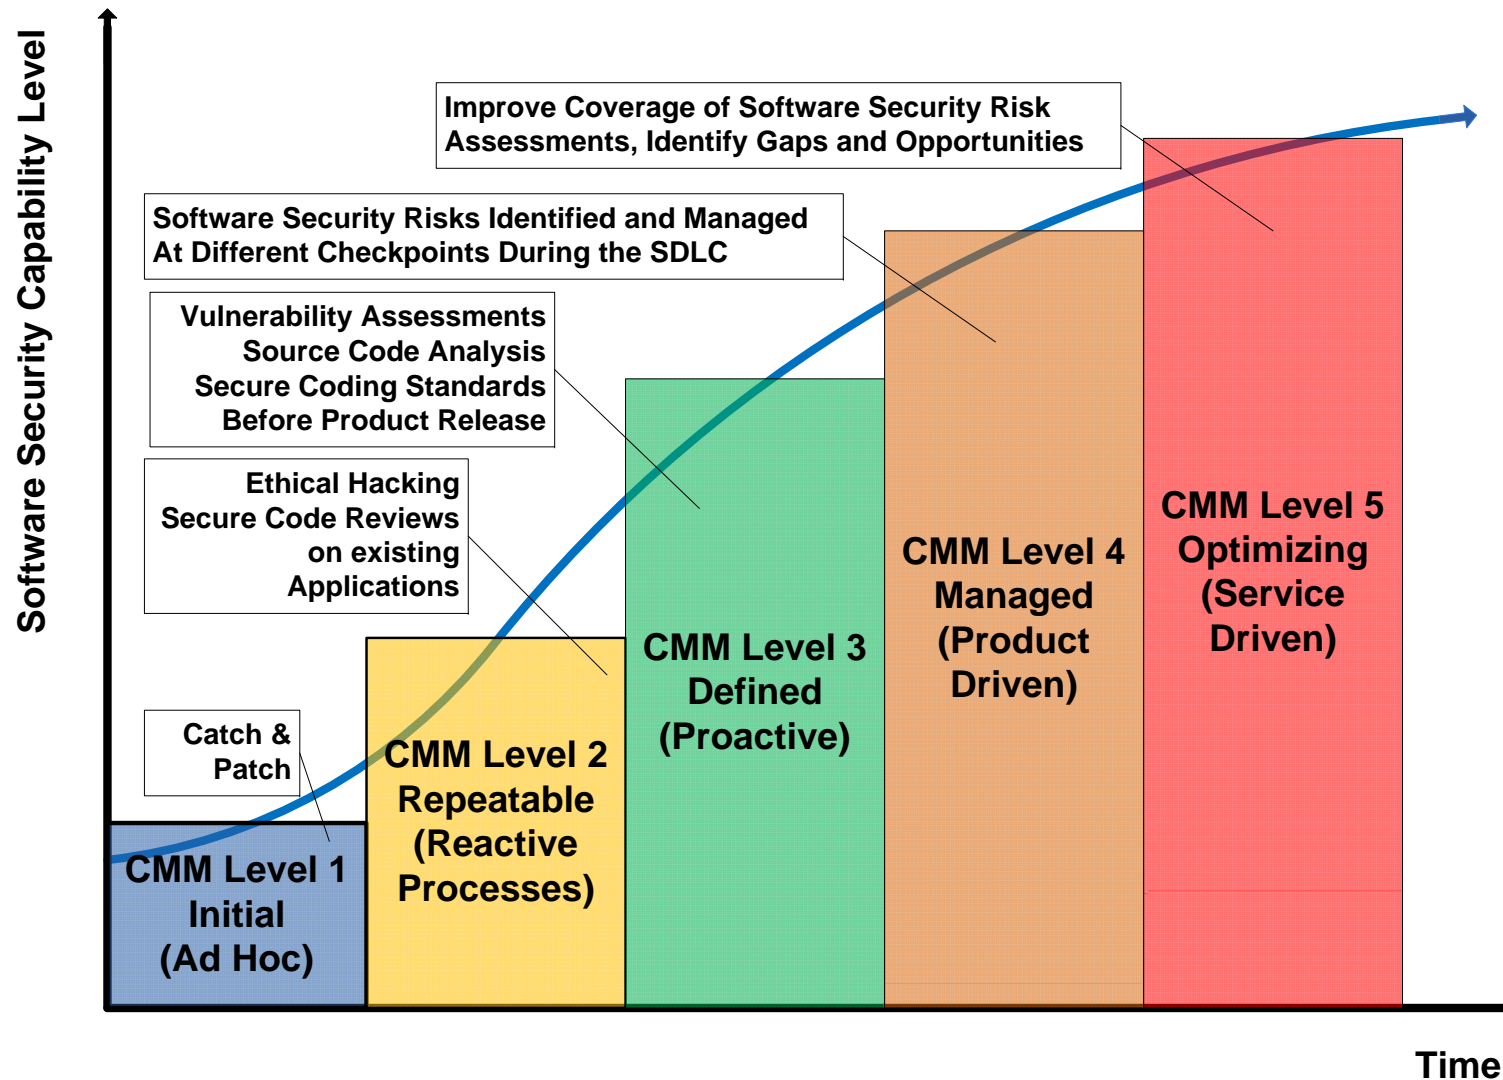 Software Security Capability Level
Improve Coverage of Software Security Risk
Assessments, Identify Gaps and Opportunities
Software Security Risks Identified and Managed
At Different Checkpoints During the SDLC
Vulnerability Assessments
Source Code Analysis
Secure Coding Standards
Before Product Release
Ethical Hacking
Secure Code Reviews
on existing
Applications
Catch &
Patch
CMM Level 1
Initial
(Ad Hoc)
CMM Level 2
Repeatable
(Reactive
Processes)
CMM Level 3
Defined
(Proactive)
CMM Level 4
Managed
(Product
Driven)
CMM Level 5
Optimizing
(Service
Driven)
Time